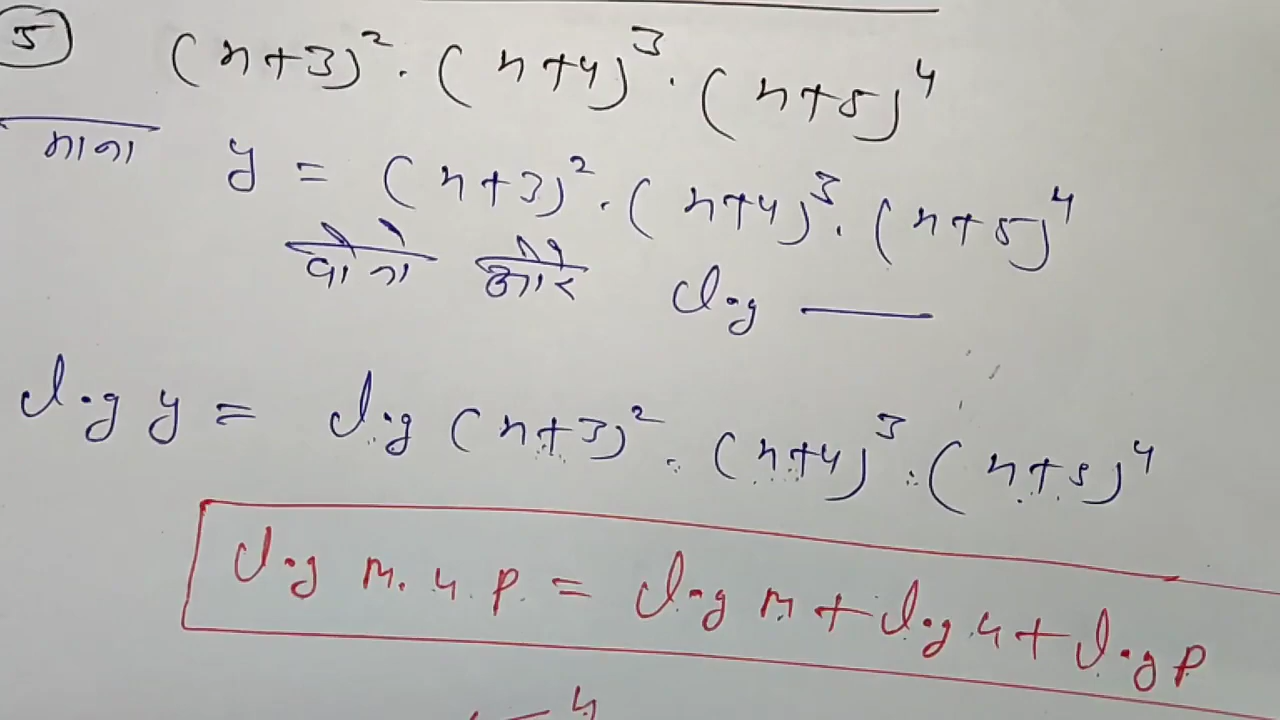 5 (x+3)². (x+4)³. (x+5)⁴
माना y = (x+3)². (x+4)³. (x+5)⁴
दोनों ओर log —
log y = log (x+3)². (x+4)³. (x+5)⁴
log m. n. p = log m + log n + log p